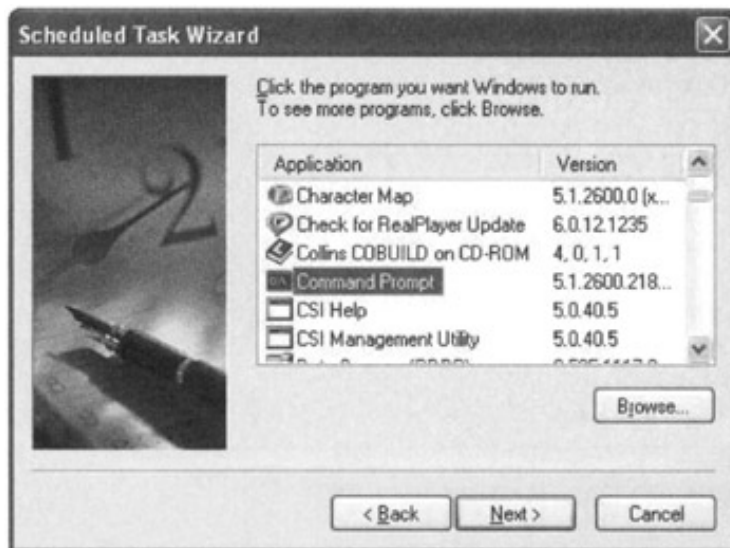 Scheduled Task Wizard
Click the program you want Windows to run.
To see more programs, click Browse.
Application Version
Character Map 5.1.2600.0 (x...
Check for RealPlayer Update 6.0.12.1235
Collins COBUILD on CD-ROM 4, 0, 1, 1
Command Prompt 5.1.2600.218...
CSI Help 5.0.40.5
CSI Management Utility 5.0.40.5
Browse...
< Back Next > Cancel